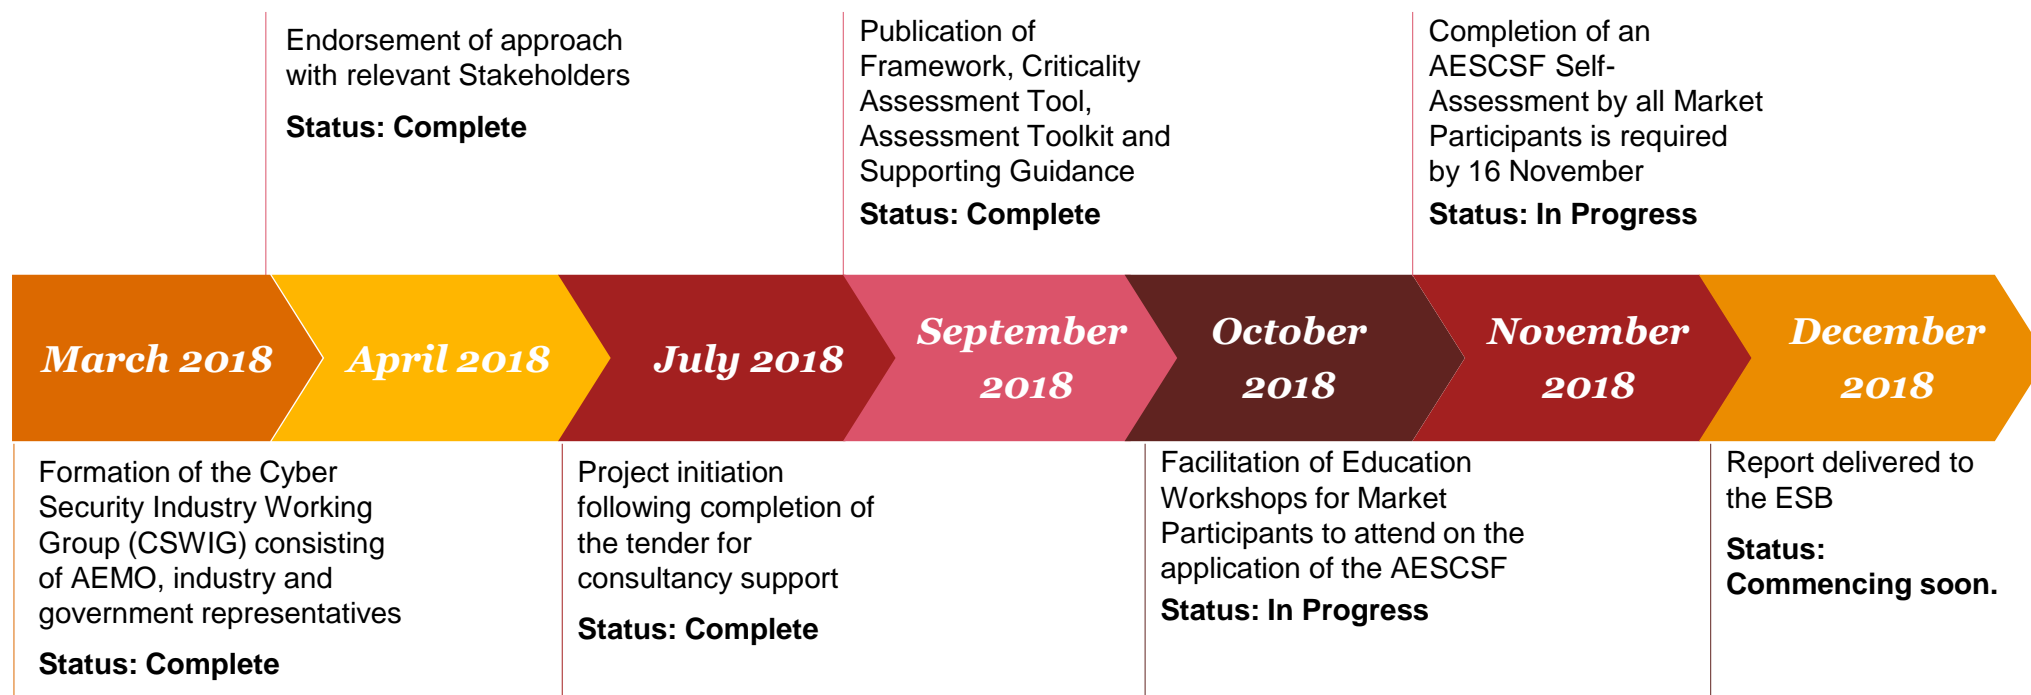 Endorsement of approach
with relevant Stakeholders
Status: Complete
Publication of
Framework, Criticality
Assessment Tool,
Assessment Toolkit and
Supporting Guidance
Status: Complete
Completion of an
AESCSF Self-
Assessment by all Market
Participants is required
by 16 November
Status: In Progress
March 2018
April 2018
July 2018
September
2018
October
2018
November
2018
December
2018
Formation of the Cyber
Security Industry Working
Group (CSWIG) consisting
of AEMO, industry and
government representatives
Status: Complete
Project initiation
following completion of
the tender for
consultancy support
Status: Complete
Facilitation of Education
Workshops for Market
Participants to attend on the
application of the AESCSF
Status: In Progress
Report delivered to
the ESB
Status:
Commencing soon.